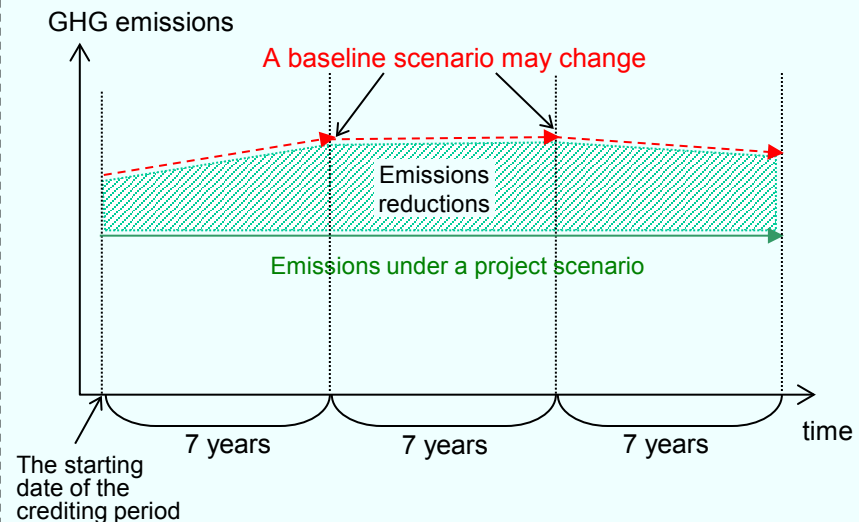 GHG emissions
A baseline scenario may change
Emissions
reductions
Emissions under a project scenario
7 years
7 years
7 years
time
The starting
date of the
crediting period